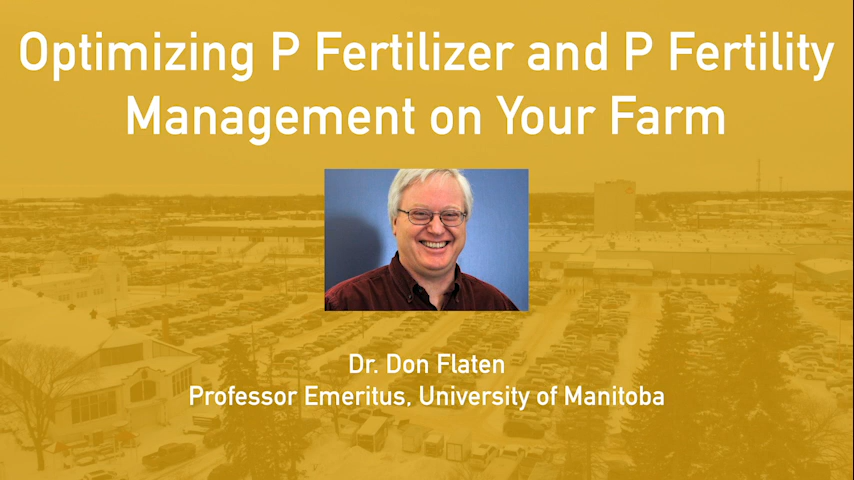 Optimizing P Fertilizer and P Fertility
Management on Your Farm
Dr. Don Flaten
Professor Emeritus, University of Manitoba